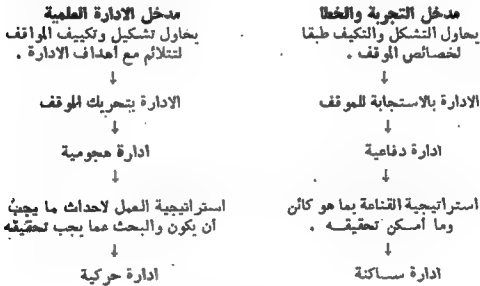 مدخل التجربة والخطا
يحاول التشكل والتكيف طبقا
لخصائص الموقف .
الادارة بالاستجابة للموقف
ادارة دفاعية
استراتيجية القناعة بما هو كائن
وما أمكن تحقيقه .
ادارة ساكنة
مدخل الادارة العلمية
يحاول تشكيل وتكييف المواقف
لتتلائم مع أهداف الادارة .
الادارة بتحريك الموقف
ادارة هجومية
استراتيجية العمل لاحداث ما يجب
أن يكون والبحث عما يجب تحقيقه
ادارة حركية